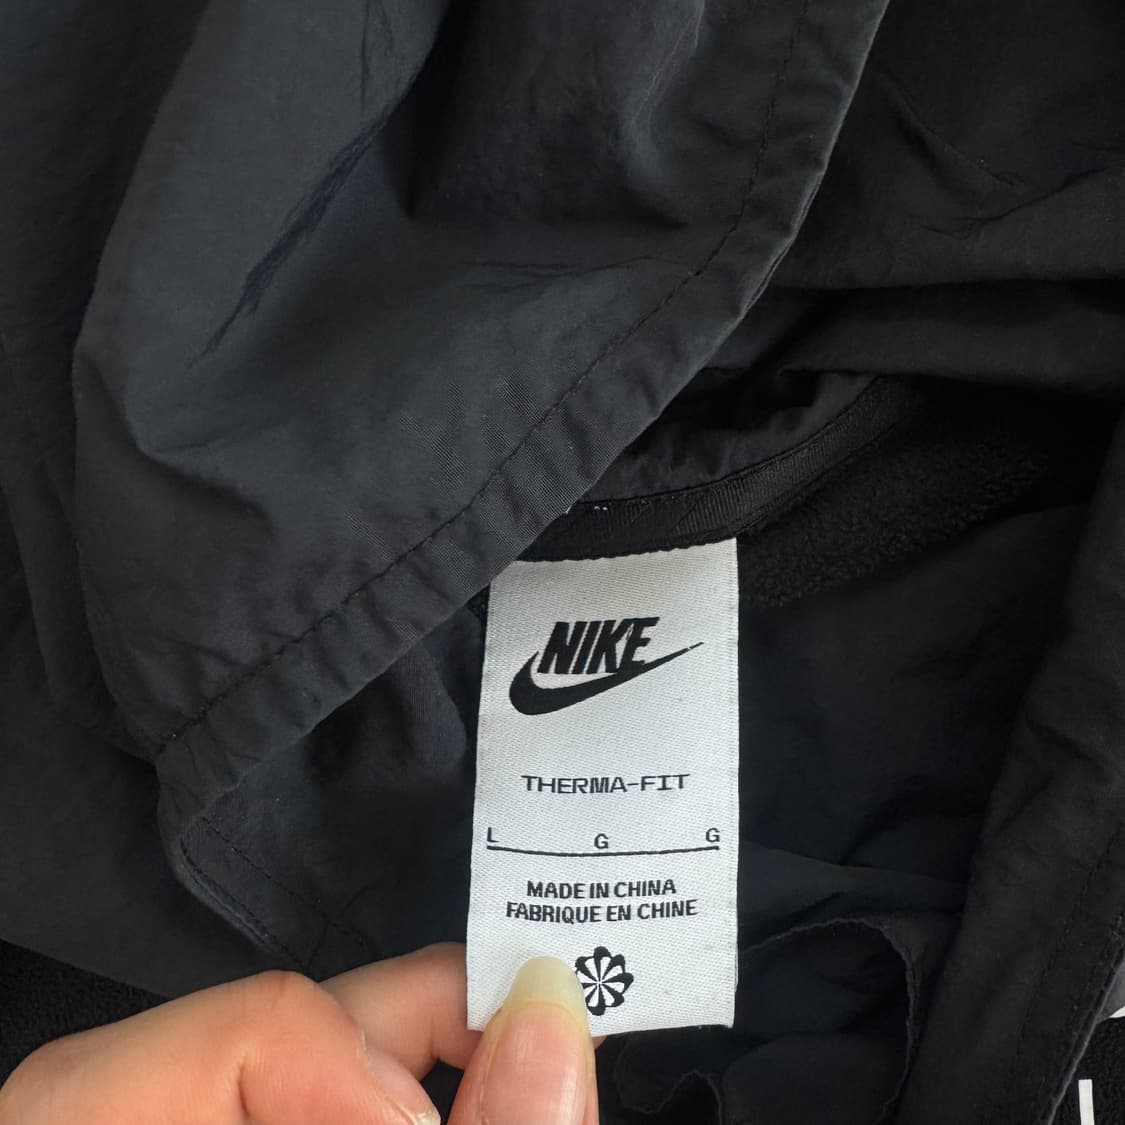 NIKE
THERMA-FIT
L G G
MADE IN CHINA
FABRIQUE EN CHINE